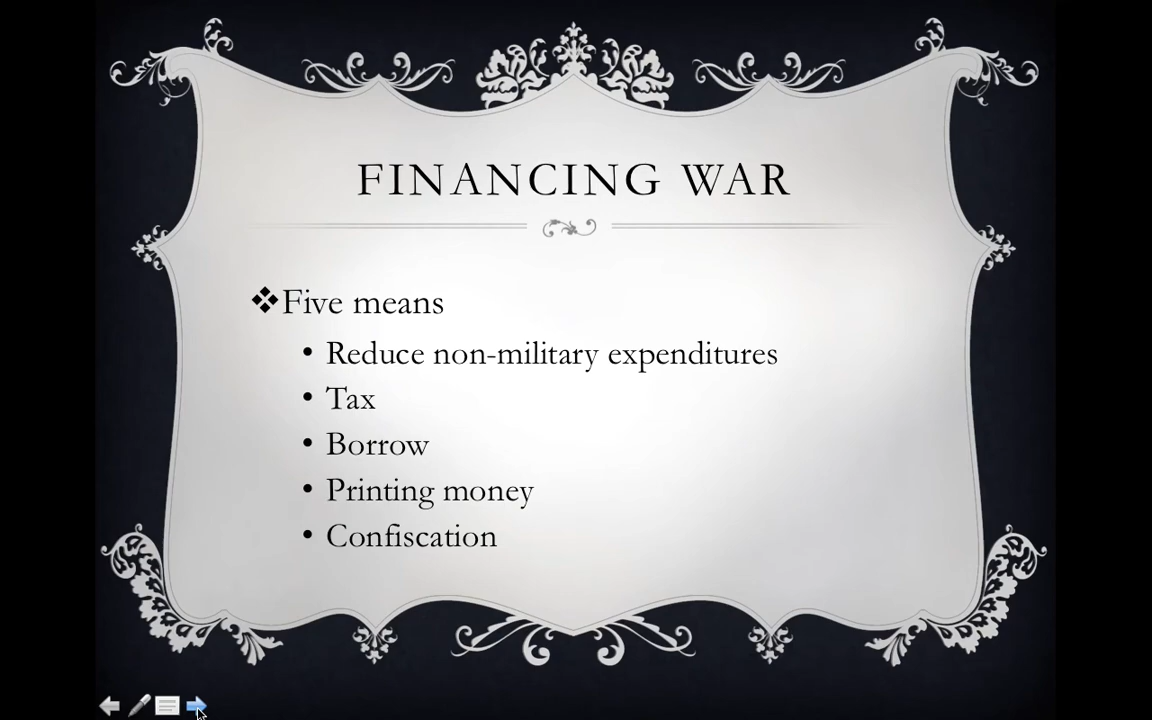 FINANCING WAR
❖Five means
• Reduce non-military expenditures
• Tax
• Borrow
• Printing money
• Confiscation